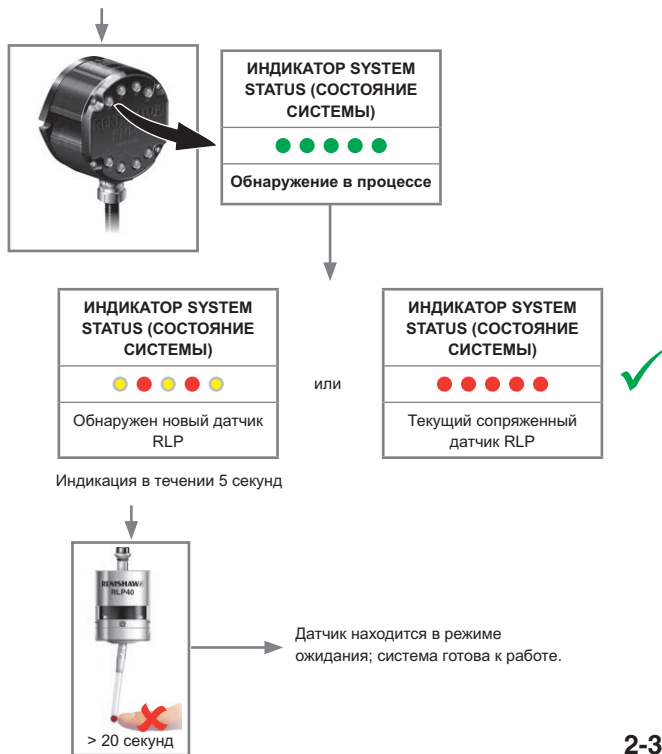 ИНДИКАТОР SYSTEM
STATUS (СОСТОЯНИЕ
СИСТЕМЫ)
Обнаружение в процессе
ИНДИКАТОР SYSTEM
STATUS (СОСТОЯНИЕ
СИСТЕМЫ)
Обнаружен новый датчик
RLP
Индикация в течении 5 секунд
или
ИНДИКАТОР SYSTEM
STATUS (СОСТОЯНИЕ
СИСТЕМЫ)
Текущий сопряженный
датчик RLP
RENISHAW
RLP40
> 20 секунд
Датчик находится в режиме
ожидания; система готова к работе.
2-3